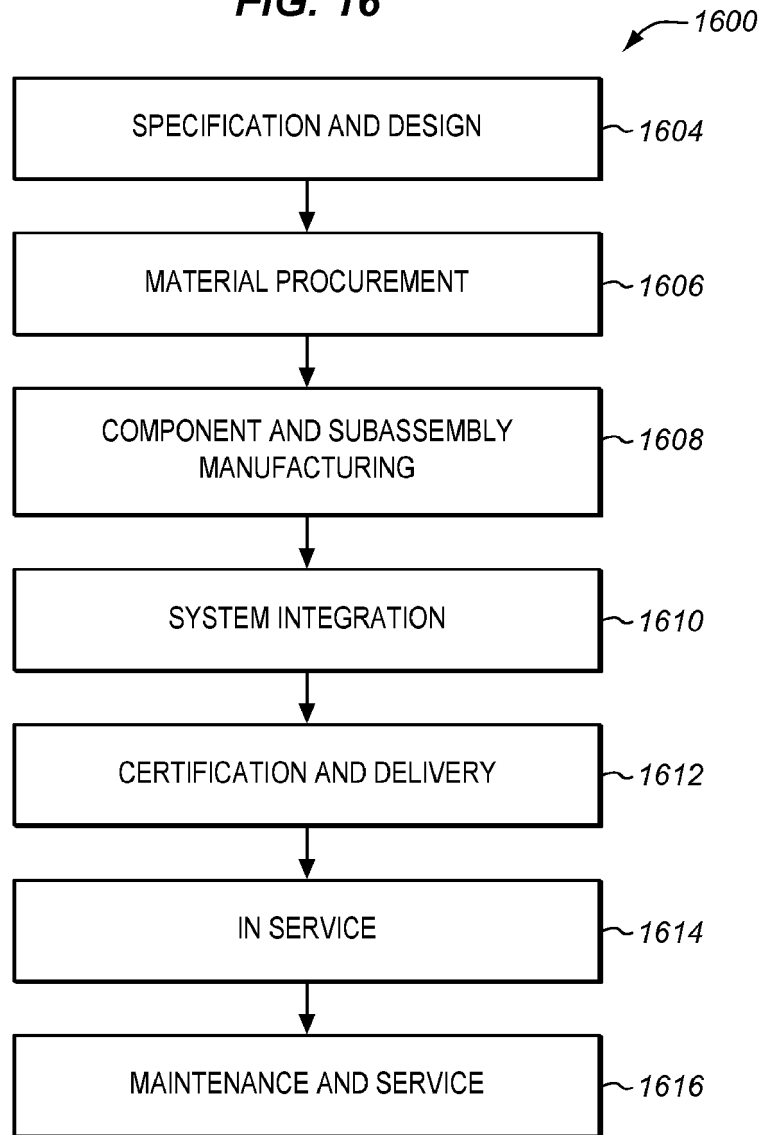 FIG. 16
1600
SPECIFICATION AND DESIGN
1604
MATERIAL PROCUREMENT
1606
COMPONENT AND SUBASSEMBLY
MANUFACTURING
1608
SYSTEM INTEGRATION
1610
CERTIFICATION AND DELIVERY
1612
IN SERVICE
1614
MAINTENANCE AND SERVICE
1616